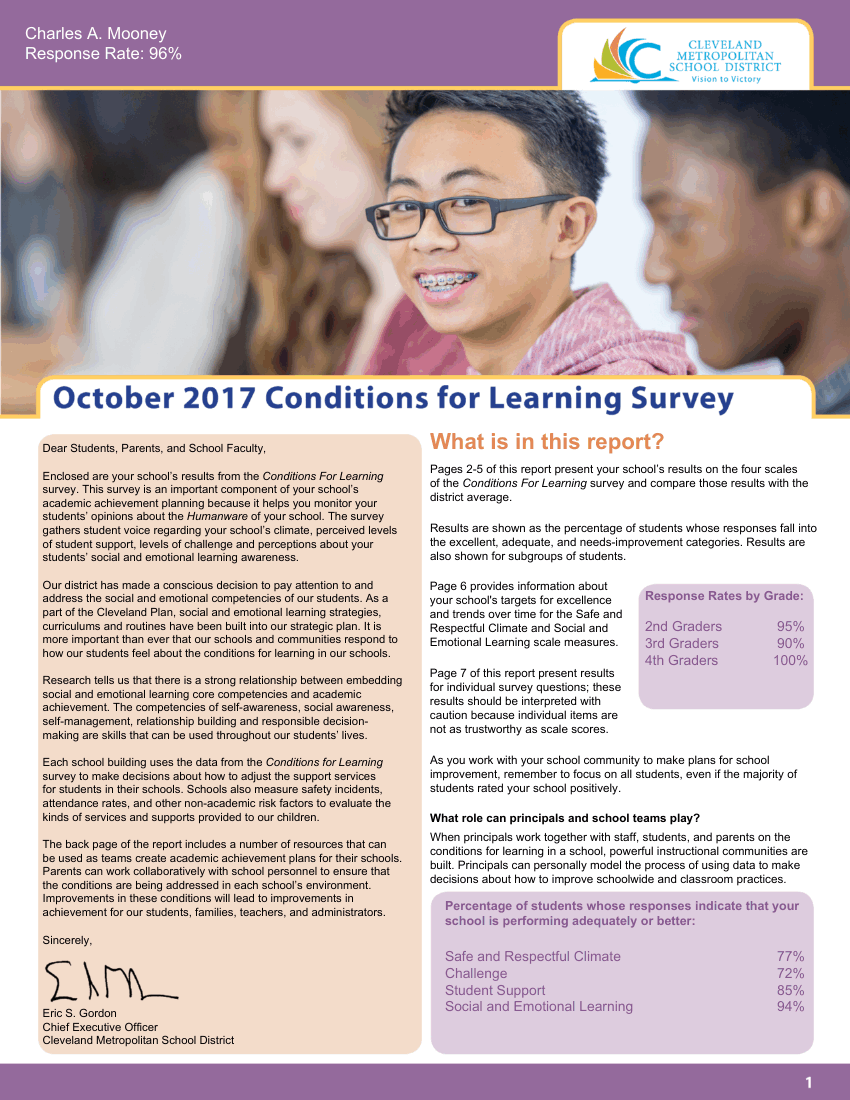 Charles A. Mooney
Response Rate: 96%
CLEVELAND
METROPOLITAN
SCHOOL DISTRICT
Vision to Victory
October 2017 Conditions for Learning Survey
Dear Students, Parents, and School Faculty,
Enclosed are your school's results from the Conditions For Learning
survey. This survey is an important component of your school's
academic achievement planning because it helps you monitor your
students' opinions about the Humanware of your school. The survey
gathers student voice regarding your school's climate, perceived levels
of student support, levels of challenge and perceptions about your
students' social and emotional learning awareness.
Our district has made a conscious decision to pay attention to and
address the social and emotional competencies of our students. As a
part of the Cleveland Plan, social and emotional learning strategies,
curriculums and routines have been built into our strategic plan. It is
more important than ever that our schools and communities respond to
how our students feel about the conditions for learning in our schools.
Research tells us that there is a strong relationship between embedding
social and emotional learning core competencies and academic
achievement. The competencies of self-awareness, social awareness,
self-management, relationship building and responsible decision-
making are skills that can be used throughout our students' lives.
Each school building uses the data from the Conditions for Learning
survey to make decisions about how to adjust the support services
for students in their schools. Schools also measure safety incidents,
attendance rates, and other non-academic risk factors to evaluate the
kinds of services and supports provided to our children.
The back page of the report includes a number of resources that can
be used as teams create academic achievement plans for their schools.
Parents can work collaboratively with school personnel to ensure that
the conditions are being addressed in each school's environment.
Improvements in these conditions will lead to improvements in
achievement for our students, families, teachers, and administrators.
Sincerely,
Eric S. Gordon
Chief Executive Officer
Cleveland Metropolitan School District
What is in this report?
Pages 2-5 of this report present your school's results on the four scales
of the Conditions For Learning survey and compare those results with the
district average.
Results are shown as the percentage of students whose responses fall into
the excellent, adequate, and needs-improvement categories. Results are
also shown for subgroups of students.
Page 6 provides information about
your school's targets for excellence
and trends over time for the Safe and
Respectful Climate and Social and
Emotional Learning scale measures.
Page 7 of this report present results
for individual survey questions; these
results should be interpreted with
caution because individual items are
not as trustworthy as scale scores.
Response Rates by Grade:
2nd Graders 95%
3rd Graders 90%
4th Graders 100%
As you work with your school community to make plans for school
improvement, remember to focus on all students, even if the majority of
students rated your school positively.
What role can principals and school teams play?
When principals work together with staff, students, and parents on the
conditions for learning in a school, powerful instructional communities are
built. Principals can personally model the process of using data to make
decisions about how to improve schoolwide and classroom practices.
Percentage of students whose responses indicate that your
school is performing adequately or better:
Safe and Respectful Climate 77%
Challenge 72%
Student Support 85%
Social and Emotional Learning 94%
1